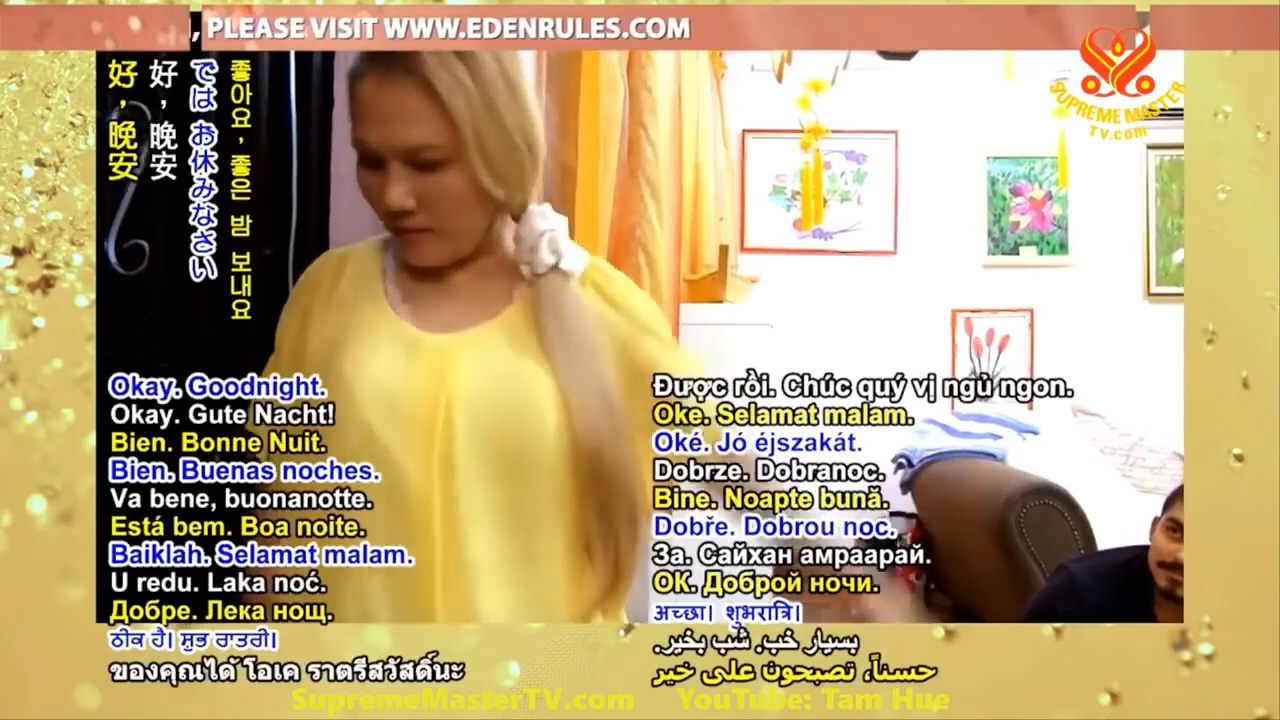 , PLEASE VISIT WWW.EDENRULES.COM
SUPREME MASTER
TV.com
好，晚安
好，晚安
では お休みなさい
좋아요, 좋은 밤 보내요
Okay. Goodnight.
Okay. Gute Nacht!
Bien. Bonne Nuit.
Bien. Buenas noches.
Va bene, buonanotte.
Está bem. Boa noite.
Baiklah. Selamat malam.
U redu. Laka noć.
Добре. Лека нощ.
ਠੀਕ ਹੈ। ਸ਼ੁਭ ਰਾਤਰੀ।
ของคุณได้ โอเค ราตรีสวัสดิ์นะ
Được rồi. Chúc quý vị ngủ ngon.
Oke. Selamat malam.
Oké. Jó éjszakát.
Dobrze. Dobranoc.
Bine. Noapte bună.
Dobře. Dobrou noc.
За. Сайхан амраарай.
ОК. Доброй ночи.
अच्छा। शुभरात्रि।
بسیار خب. شب بخیر.
حسناً، تصبحون على خير
SupremeMasterTV.com YouTube: Tam Hue